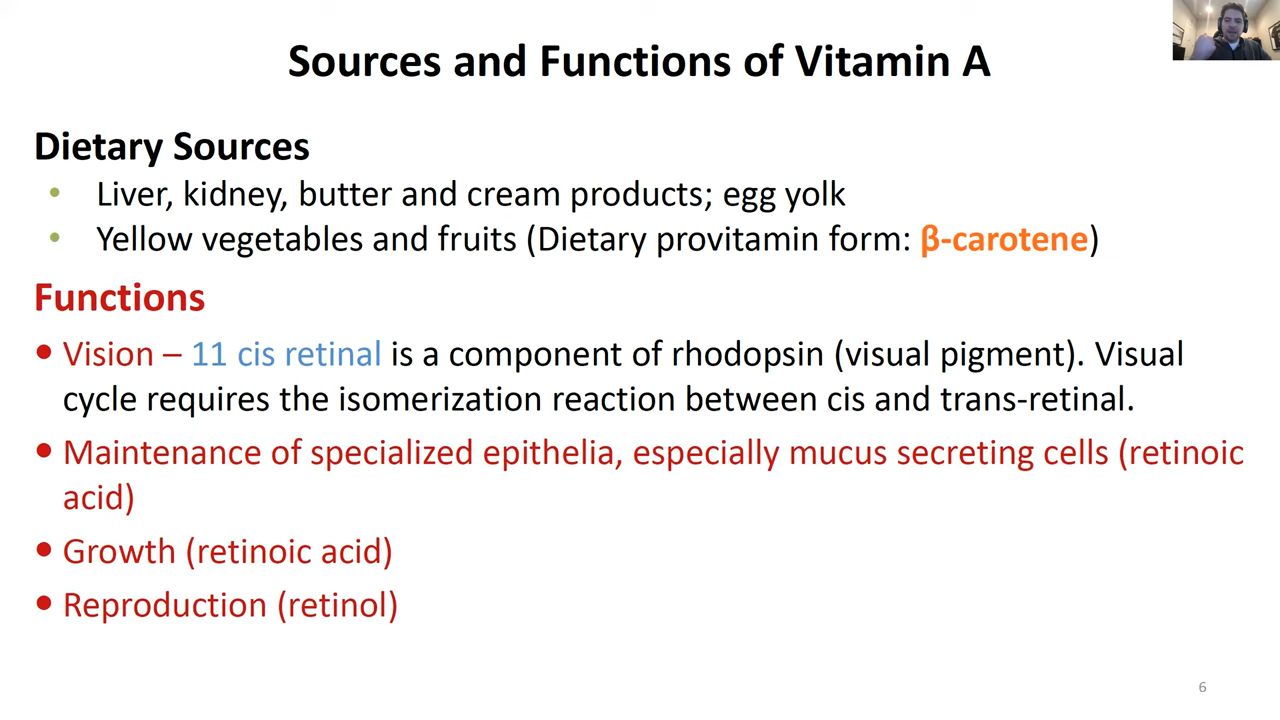 Sources and Functions of Vitamin A
Dietary Sources
• Liver, kidney, butter and cream products; egg yolk
• Yellow vegetables and fruits (Dietary provitamin form: β-carotene)
Functions
• Vision – 11 cis retinal is a component of rhodopsin (visual pigment). Visual
cycle requires the isomerization reaction between cis and trans-retinal.
• Maintenance of specialized epithelia, especially mucus secreting cells (retinoic
acid)
• Growth (retinoic acid)
• Reproduction (retinol)
6